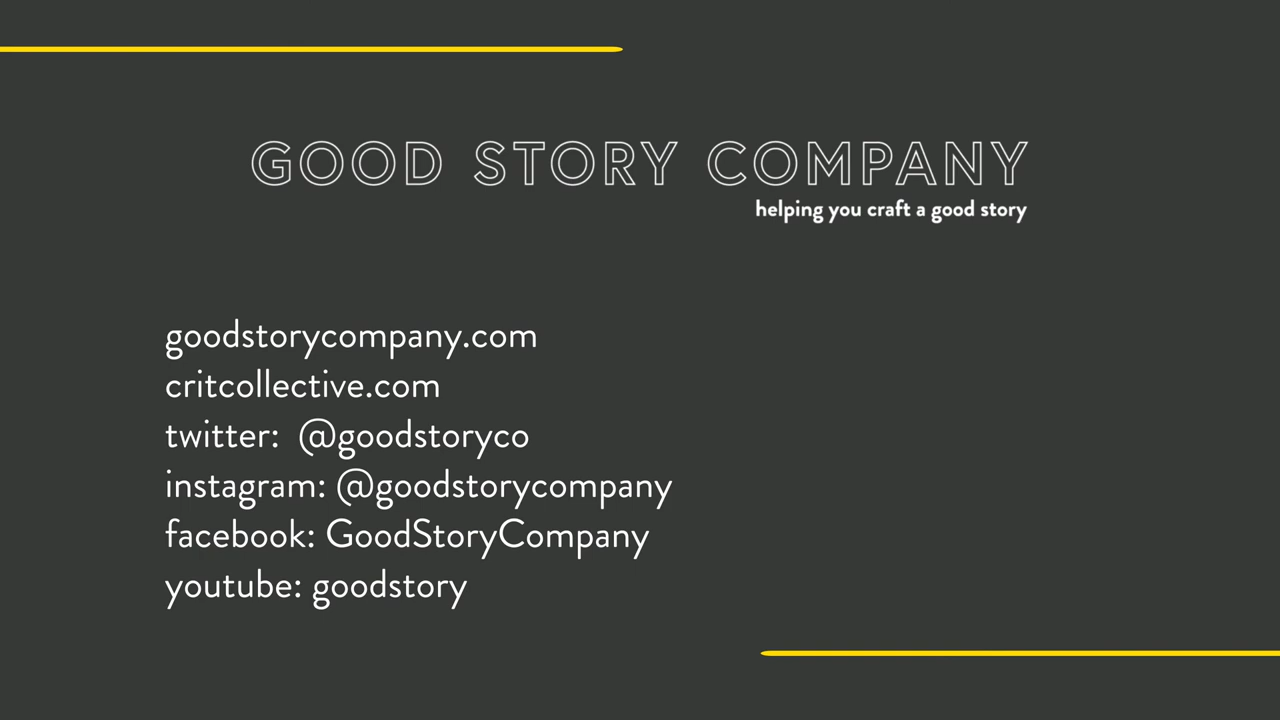 GOOD STORY COMPANY
helping you craft a good story
goodstorycompany.com
critcollective.com
twitter: @goodstoryco
instagram: @goodstorycompany
facebook: GoodStoryCompany
youtube: goodstory